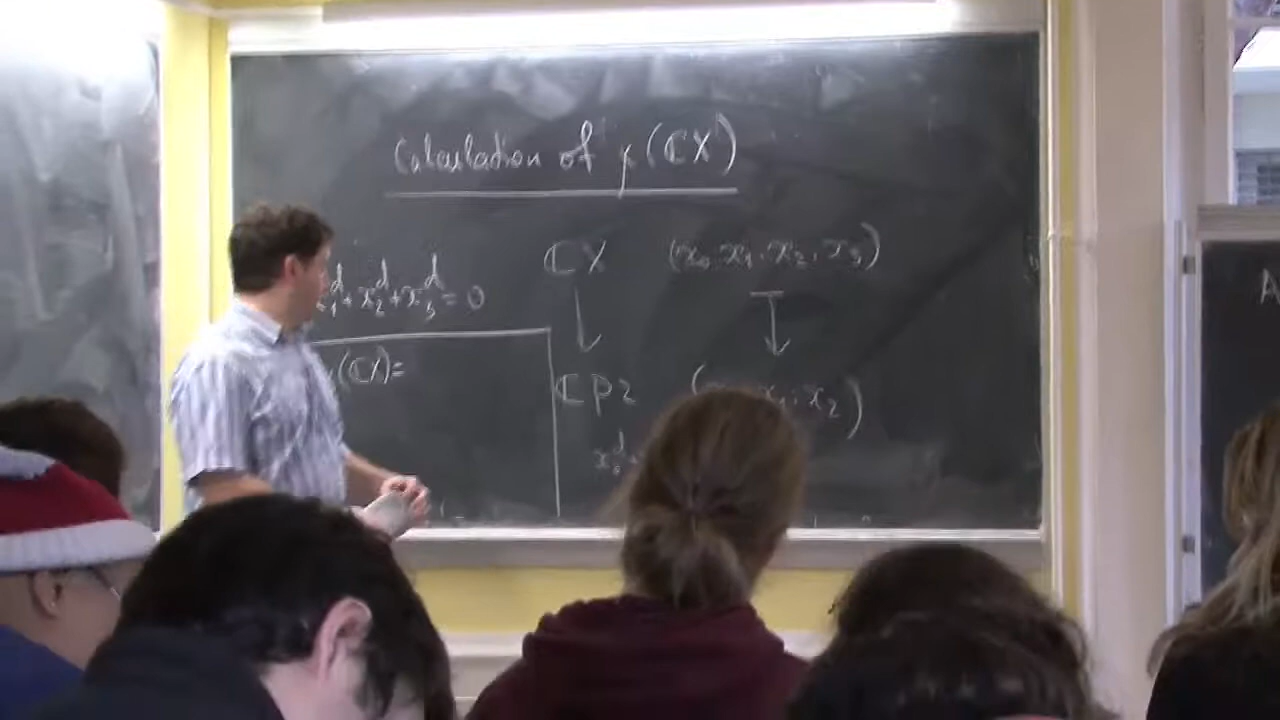 Calculation of χ(ℂX)
x₁ᵈ + x₂ᵈ + x₃ᵈ = 0
(ℂX) =
ℂX (x₀ : x₁ : x₂ : x₃)
↓ ↧
ℂP2 x₁ : x₂)
x₀ᵈ
A